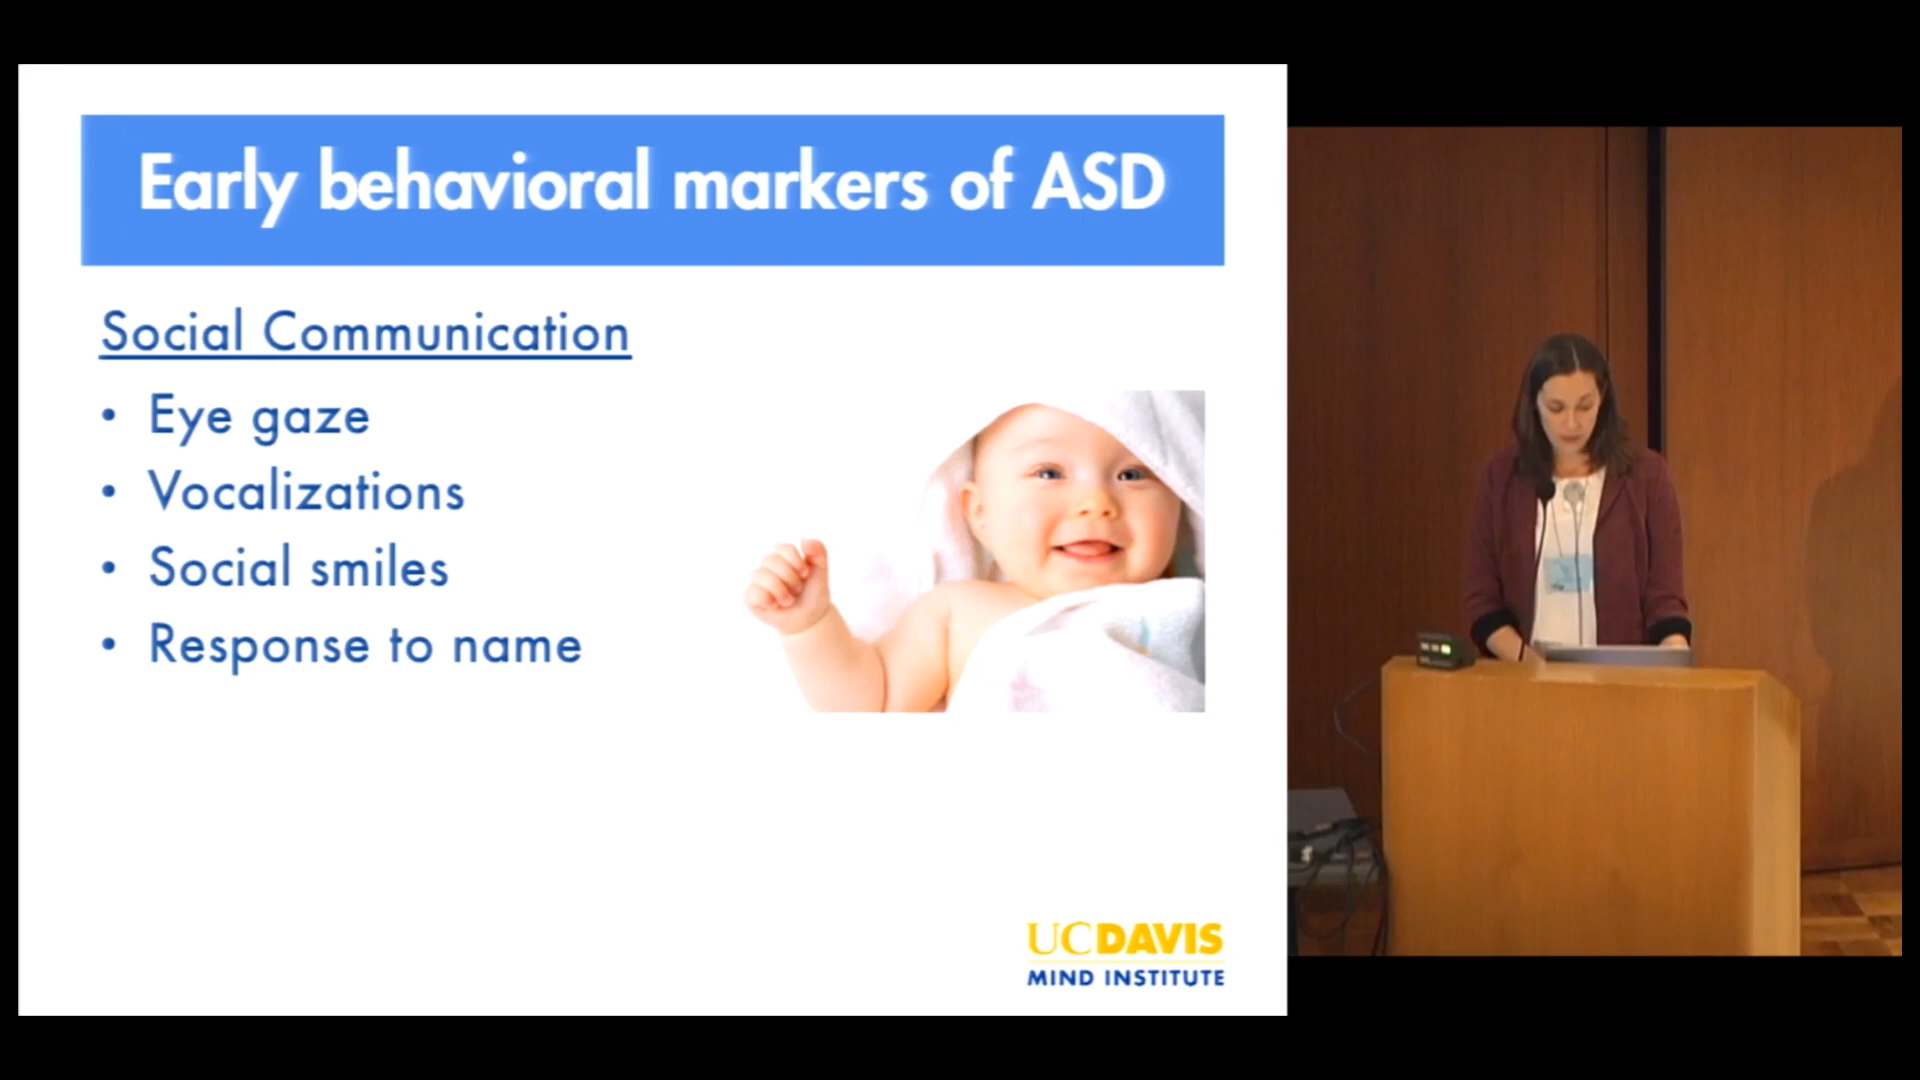 Early behavioral markers of ASD
Social Communication
• Eye gaze
• Vocalizations
• Social smiles
• Response to name
UCDAVIS
MIND INSTITUTE